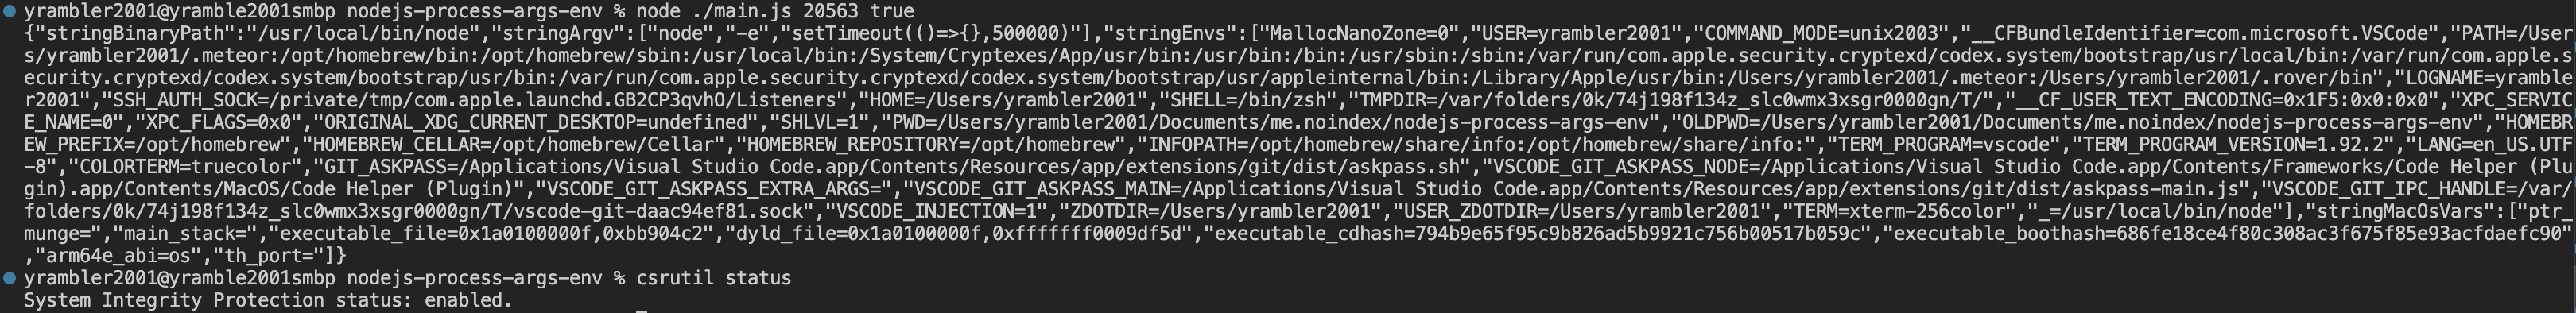 yrambler2001@yramble2001smbp nodejs-process-args-env % node ./main.js 20563 true
{"stringBinaryPath":"/usr/local/bin/node","stringArgv":["node","-e","setTimeout(()=>{},500000)"],"stringEnvs":["MallocNanoZone=0","USER=yrambler2001","COMMAND_MODE=unix2003","__CFBundleIdentifier=com.microsoft.VSCode","PATH=/User
s/yrambler2001/.meteor:/opt/homebrew/bin:/opt/homebrew/sbin:/usr/local/bin:/System/Cryptexes/App/usr/bin:/usr/bin:/bin:/usr/sbin:/sbin:/var/run/com.apple.security.cryptexd/codex.system/bootstrap/usr/local/bin:/var/run/com.apple.s
ecurity.cryptexd/codex.system/bootstrap/usr/bin:/var/run/com.apple.security.cryptexd/codex.system/bootstrap/usr/appleinternal/bin:/Library/Apple/usr/bin:/Users/yrambler2001/.meteor:/Users/yrambler2001/.rover/bin","LOGNAME=yramble
r2001","SSH_AUTH_SOCK=/private/tmp/com.apple.launchd.GB2CP3qvhO/Listeners","HOME=/Users/yrambler2001","SHELL=/bin/zsh","TMPDIR=/var/folders/0k/74j198f134z_slc0wmx3xsgr0000gn/T/","__CF_USER_TEXT_ENCODING=0x1F5:0x0:0x0","XPC_SERVIC
E_NAME=0","XPC_FLAGS=0x0","ORIGINAL_XDG_CURRENT_DESKTOP=undefined","SHLVL=1","PWD=/Users/yrambler2001/Documents/me.noindex/nodejs-process-args-env","OLDPWD=/Users/yrambler2001/Documents/me.noindex/nodejs-process-args-env","HOMEBR
EW_PREFIX=/opt/homebrew","HOMEBREW_CELLAR=/opt/homebrew/Cellar","HOMEBREW_REPOSITORY=/opt/homebrew","INFOPATH=/opt/homebrew/share/info:/opt/homebrew/share/info:","TERM_PROGRAM=vscode","TERM_PROGRAM_VERSION=1.92.2","LANG=en_US.UTF
-8","COLORTERM=truecolor","GIT_ASKPASS=/Applications/Visual Studio Code.app/Contents/Resources/app/extensions/git/dist/askpass.sh","VSCODE_GIT_ASKPASS_NODE=/Applications/Visual Studio Code.app/Contents/Frameworks/Code Helper (Plu
gin).app/Contents/MacOS/Code Helper (Plugin)","VSCODE_GIT_ASKPASS_EXTRA_ARGS=","VSCODE_GIT_ASKPASS_MAIN=/Applications/Visual Studio Code.app/Contents/Resources/app/extensions/git/dist/askpass-main.js","VSCODE_GIT_IPC_HANDLE=/var/
folders/0k/74j198f134z_slc0wmx3xsgr0000gn/T/vscode-git-daac94ef81.sock","VSCODE_INJECTION=1","ZDOTDIR=/Users/yrambler2001","USER_ZDOTDIR=/Users/yrambler2001","TERM=xterm-256color","_=/usr/local/bin/node"],"stringMacOsVars":["ptr_
munge=","main_stack=","executable_file=0x1a0100000f,0xbb904c2","dyld_file=0x1a0100000f,0xfffffff0009df5d","executable_cdhash=794b9e65f95c9b826ad5b9921c756b00517b059c","executable_boothash=686fe18ce4f80c308ac3f675f85e93acfdaefc90"
,"arm64e_abi=os","th_port="]}
yrambler2001@yramble2001smbp nodejs-process-args-env % csrutil status
System Integrity Protection status: enabled.